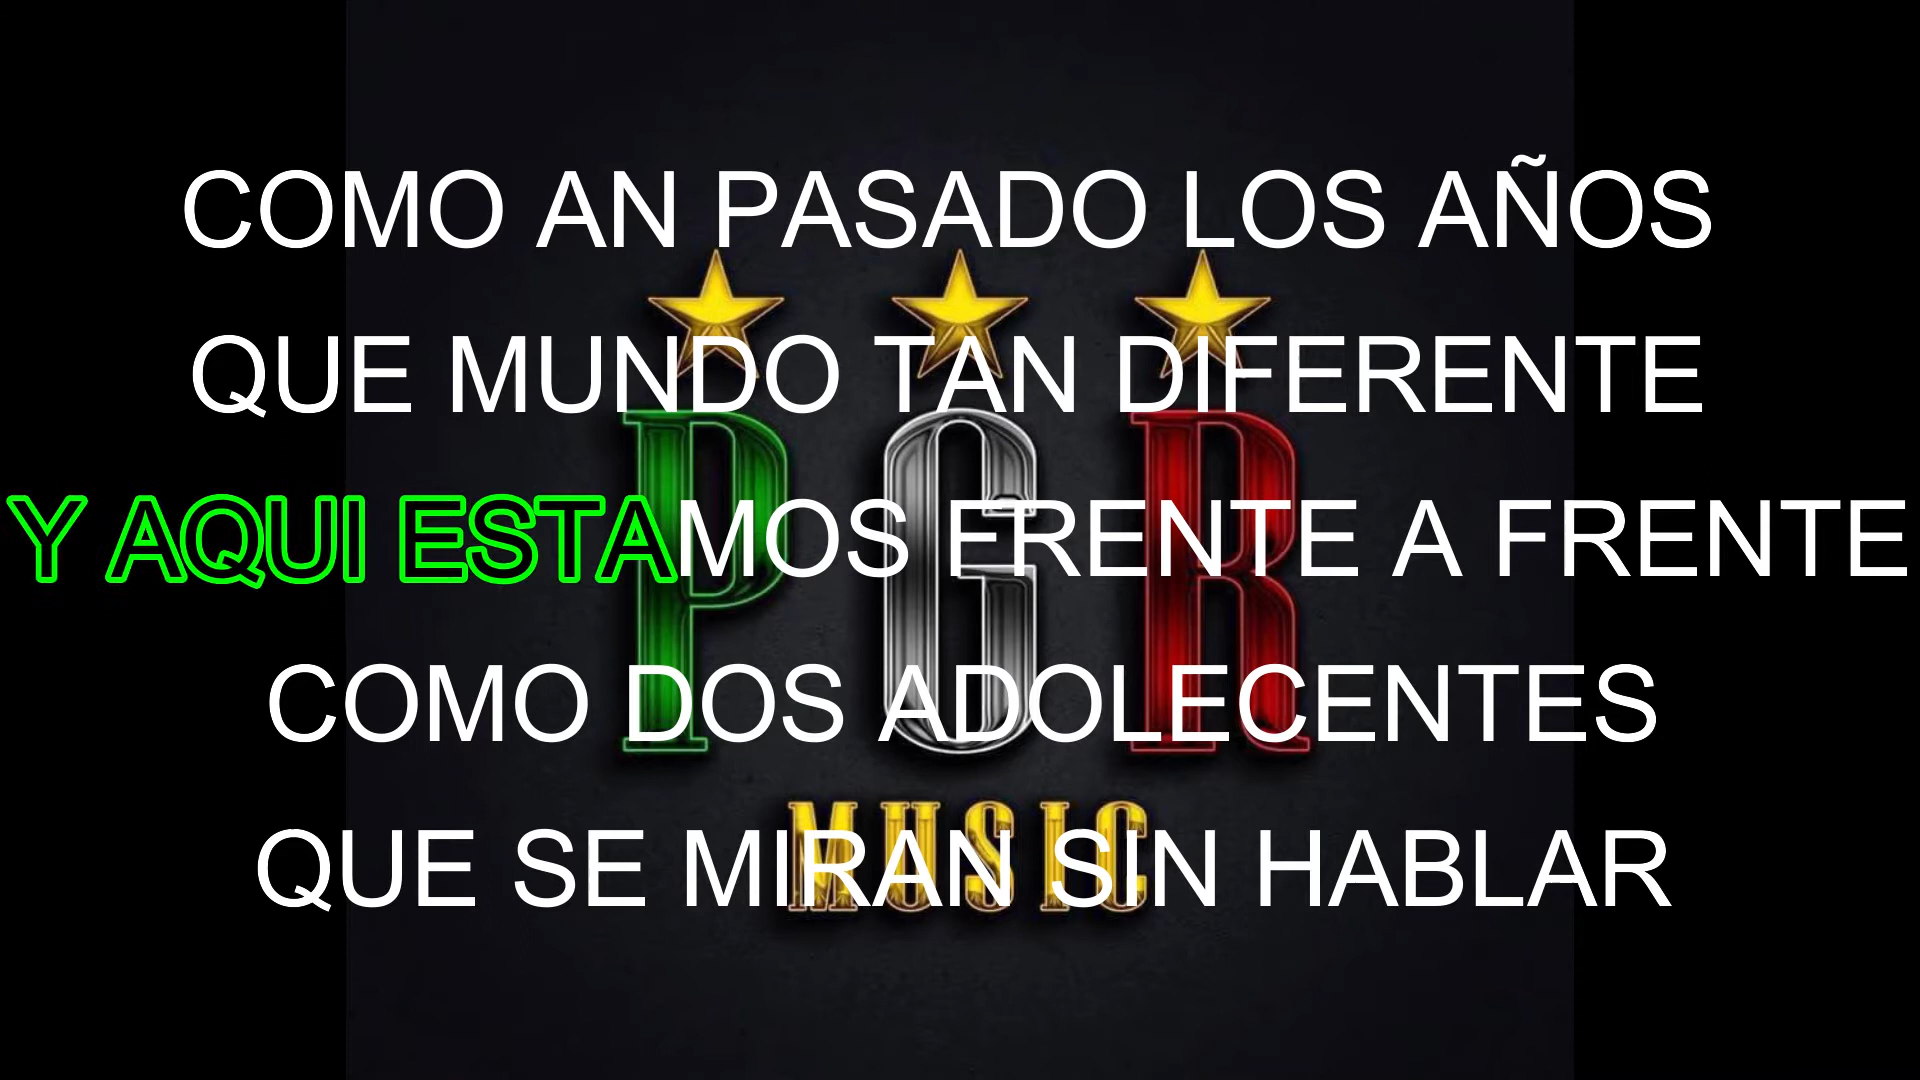 COMO AN PASADO LOS AÑOS
QUE MUNDO TAN DIFERENTE
PGR
Y AQUI ESTAMOS FRENTE A FRENTE
COMO DOS ADOLECENTES
MUSIC
QUE SE MIRAN SIN HABLAR